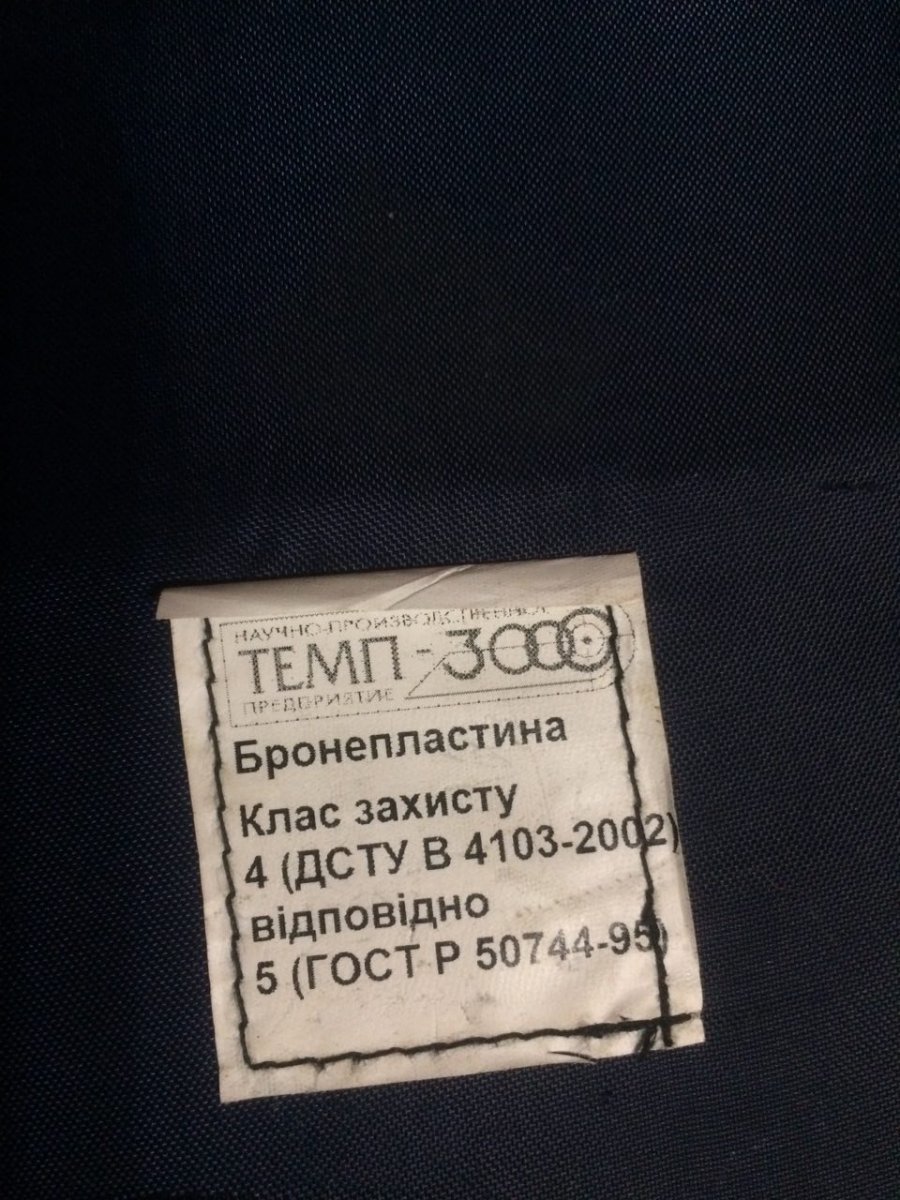 НАУЧНО-ПРОИЗВОДСТВЕННОЕ
ТЕМП-3000
ПРЕДПРИЯТИЕ
Бронепластина
Клас захисту
4 (ДСТУ В 4103-2002)
відповідно
5 (ГОСТ Р 50744-95)